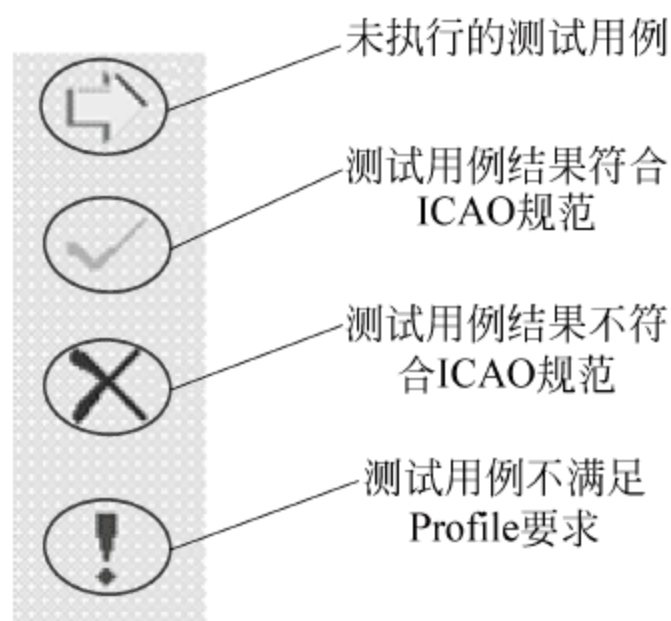 未执行的测试用例
测试用例结果符合
ICAO规范
测试用例结果不符
合ICAO规范
测试用例不满足
Profile要求